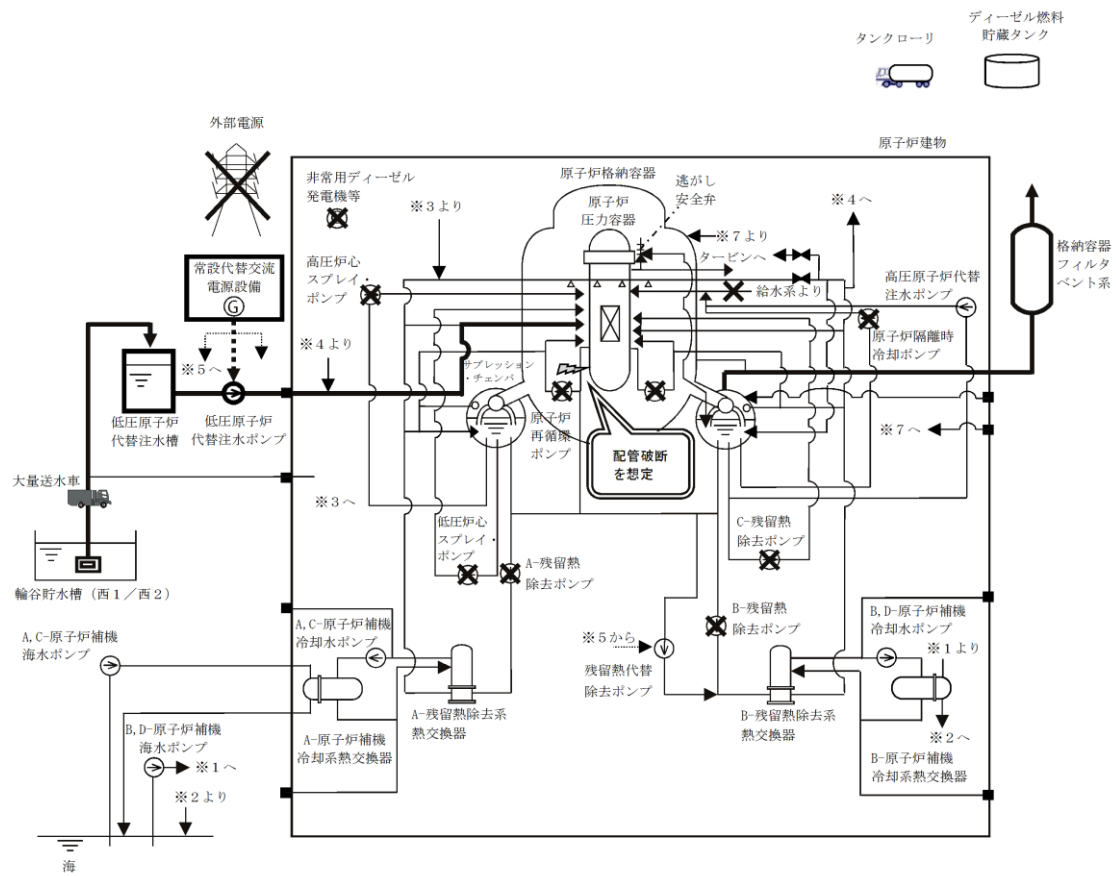 ディーゼル燃料
貯蔵タンク
タンクローリ
外部電源
原子炉建物
非常用ディーゼル
発電機等
原子炉格納容器
原子炉
圧力容器
逃がし
安全弁
※3より
※4へ
※7より
タービンへ
常設代替交流
電源設備
G
高圧炉心
スプレイ・
ポンプ
給水系より
高圧原子炉代替
注水ポンプ
格納容器
フィルタ
ベント系
原子炉隔離時
冷却ポンプ
※4より
※5へ
サプレッション
・チェンバ
低圧原子炉
代替注水槽
低圧原子炉
代替注水ポンプ
原子炉
再循環
ポンプ
配管破断
を想定
※7へ
大量送水車
※3へ
低圧炉心
スプレイ・
ポンプ
C-残留熱
除去ポンプ
A-残留熱
除去ポンプ
輪谷貯水槽(西1/西2)
A,C-原子炉補機
海水ポンプ
A,C-原子炉補機
冷却水ポンプ
※5から
残留熱代替
除去ポンプ
B-残留熱
除去ポンプ
B,D-原子炉補機
冷却水ポンプ
※1より
A-残留熱除去系
熱交換器
B-残留熱除去系
熱交換器
※2へ
B,D-原子炉補機
海水ポンプ
※1へ
※2より
A-原子炉補機
冷却系熱交換器
B-原子炉補機
冷却系熱交換器
海